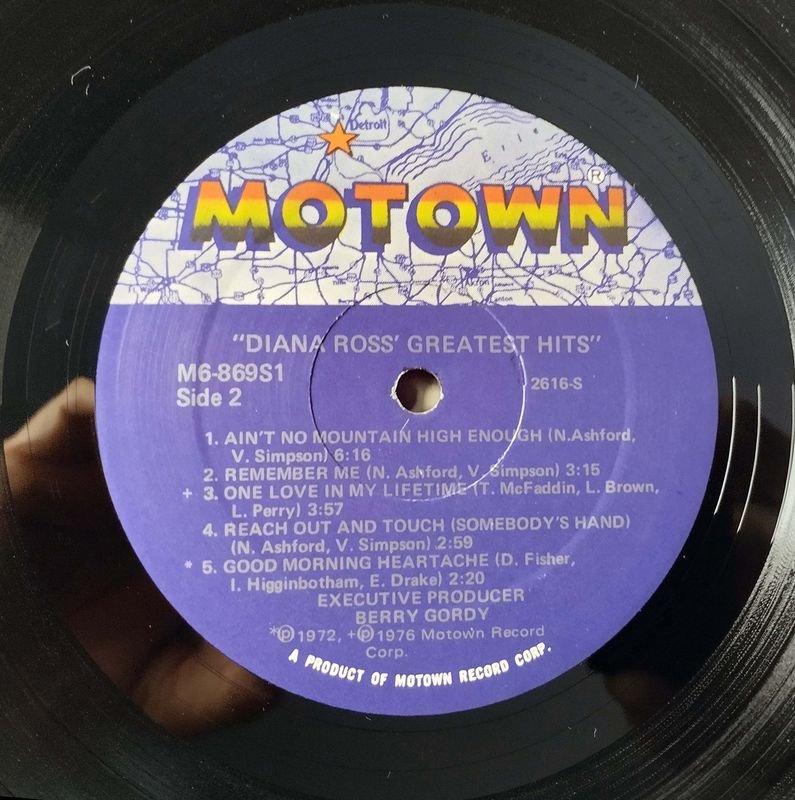 Detroit
Erie
MOTOWN®
Akron
"DIANA ROSS' GREATEST HITS"
M6-869S1
2616-S
Side 2
1. AIN'T NO MOUNTAIN HIGH ENOUGH (N.Ashford,
V. Simpson) 6:16
2. REMEMBER ME (N. Ashford, V. Simpson) 3:15
+ 3. ONE LOVE IN MY LIFETIME (T. McFaddin, L. Brown,
L. Perry) 3:57
4. REACH OUT AND TOUCH (SOMEBODY'S HAND)
(N. Ashford, V. Simpson) 2:59
* 5. GOOD MORNING HEARTACHE (D. Fisher,
I. Higginbotham, E. Drake) 2:20
EXECUTIVE PRODUCER
BERRY GORDY
*℗1972, +℗1976 Motown Record
Corp.
A PRODUCT OF MOTOWN RECORD CORP.